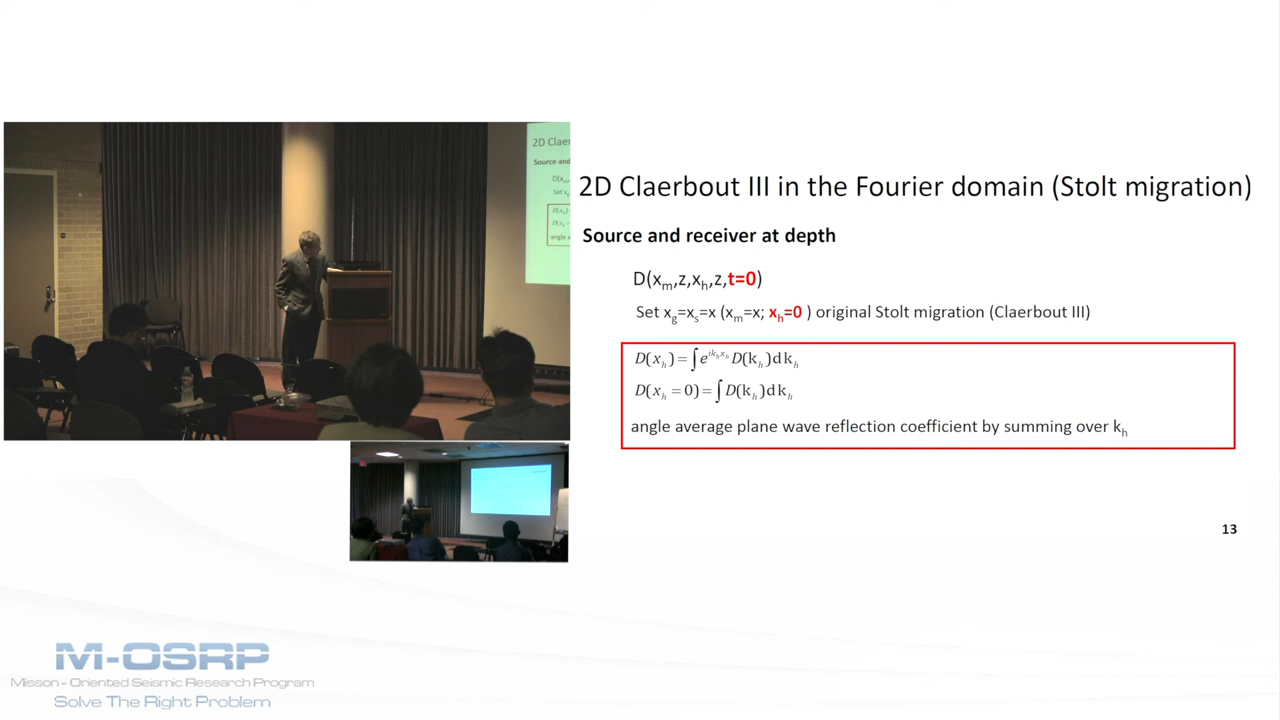 2D Claerbout III in the Fourier domain (Stolt migration)
Source and receiver at depth
D(xₘ,z,xₕ,z,t=0)
Set x_g=xₛ=x (xₘ=x; xₕ=0 ) original Stolt migration (Claerbout III)
D(xₕ) = ∫e^{ikₕxₕ} D(kₕ)dkₕ
D(xₕ = 0) = ∫D(kₕ)dkₕ
angle average plane wave reflection coefficient by summing over kₕ
13
2D Claer
Source and
M-OSRP
Misson - Oriented Seismic Research Program
Solve The Right Problem